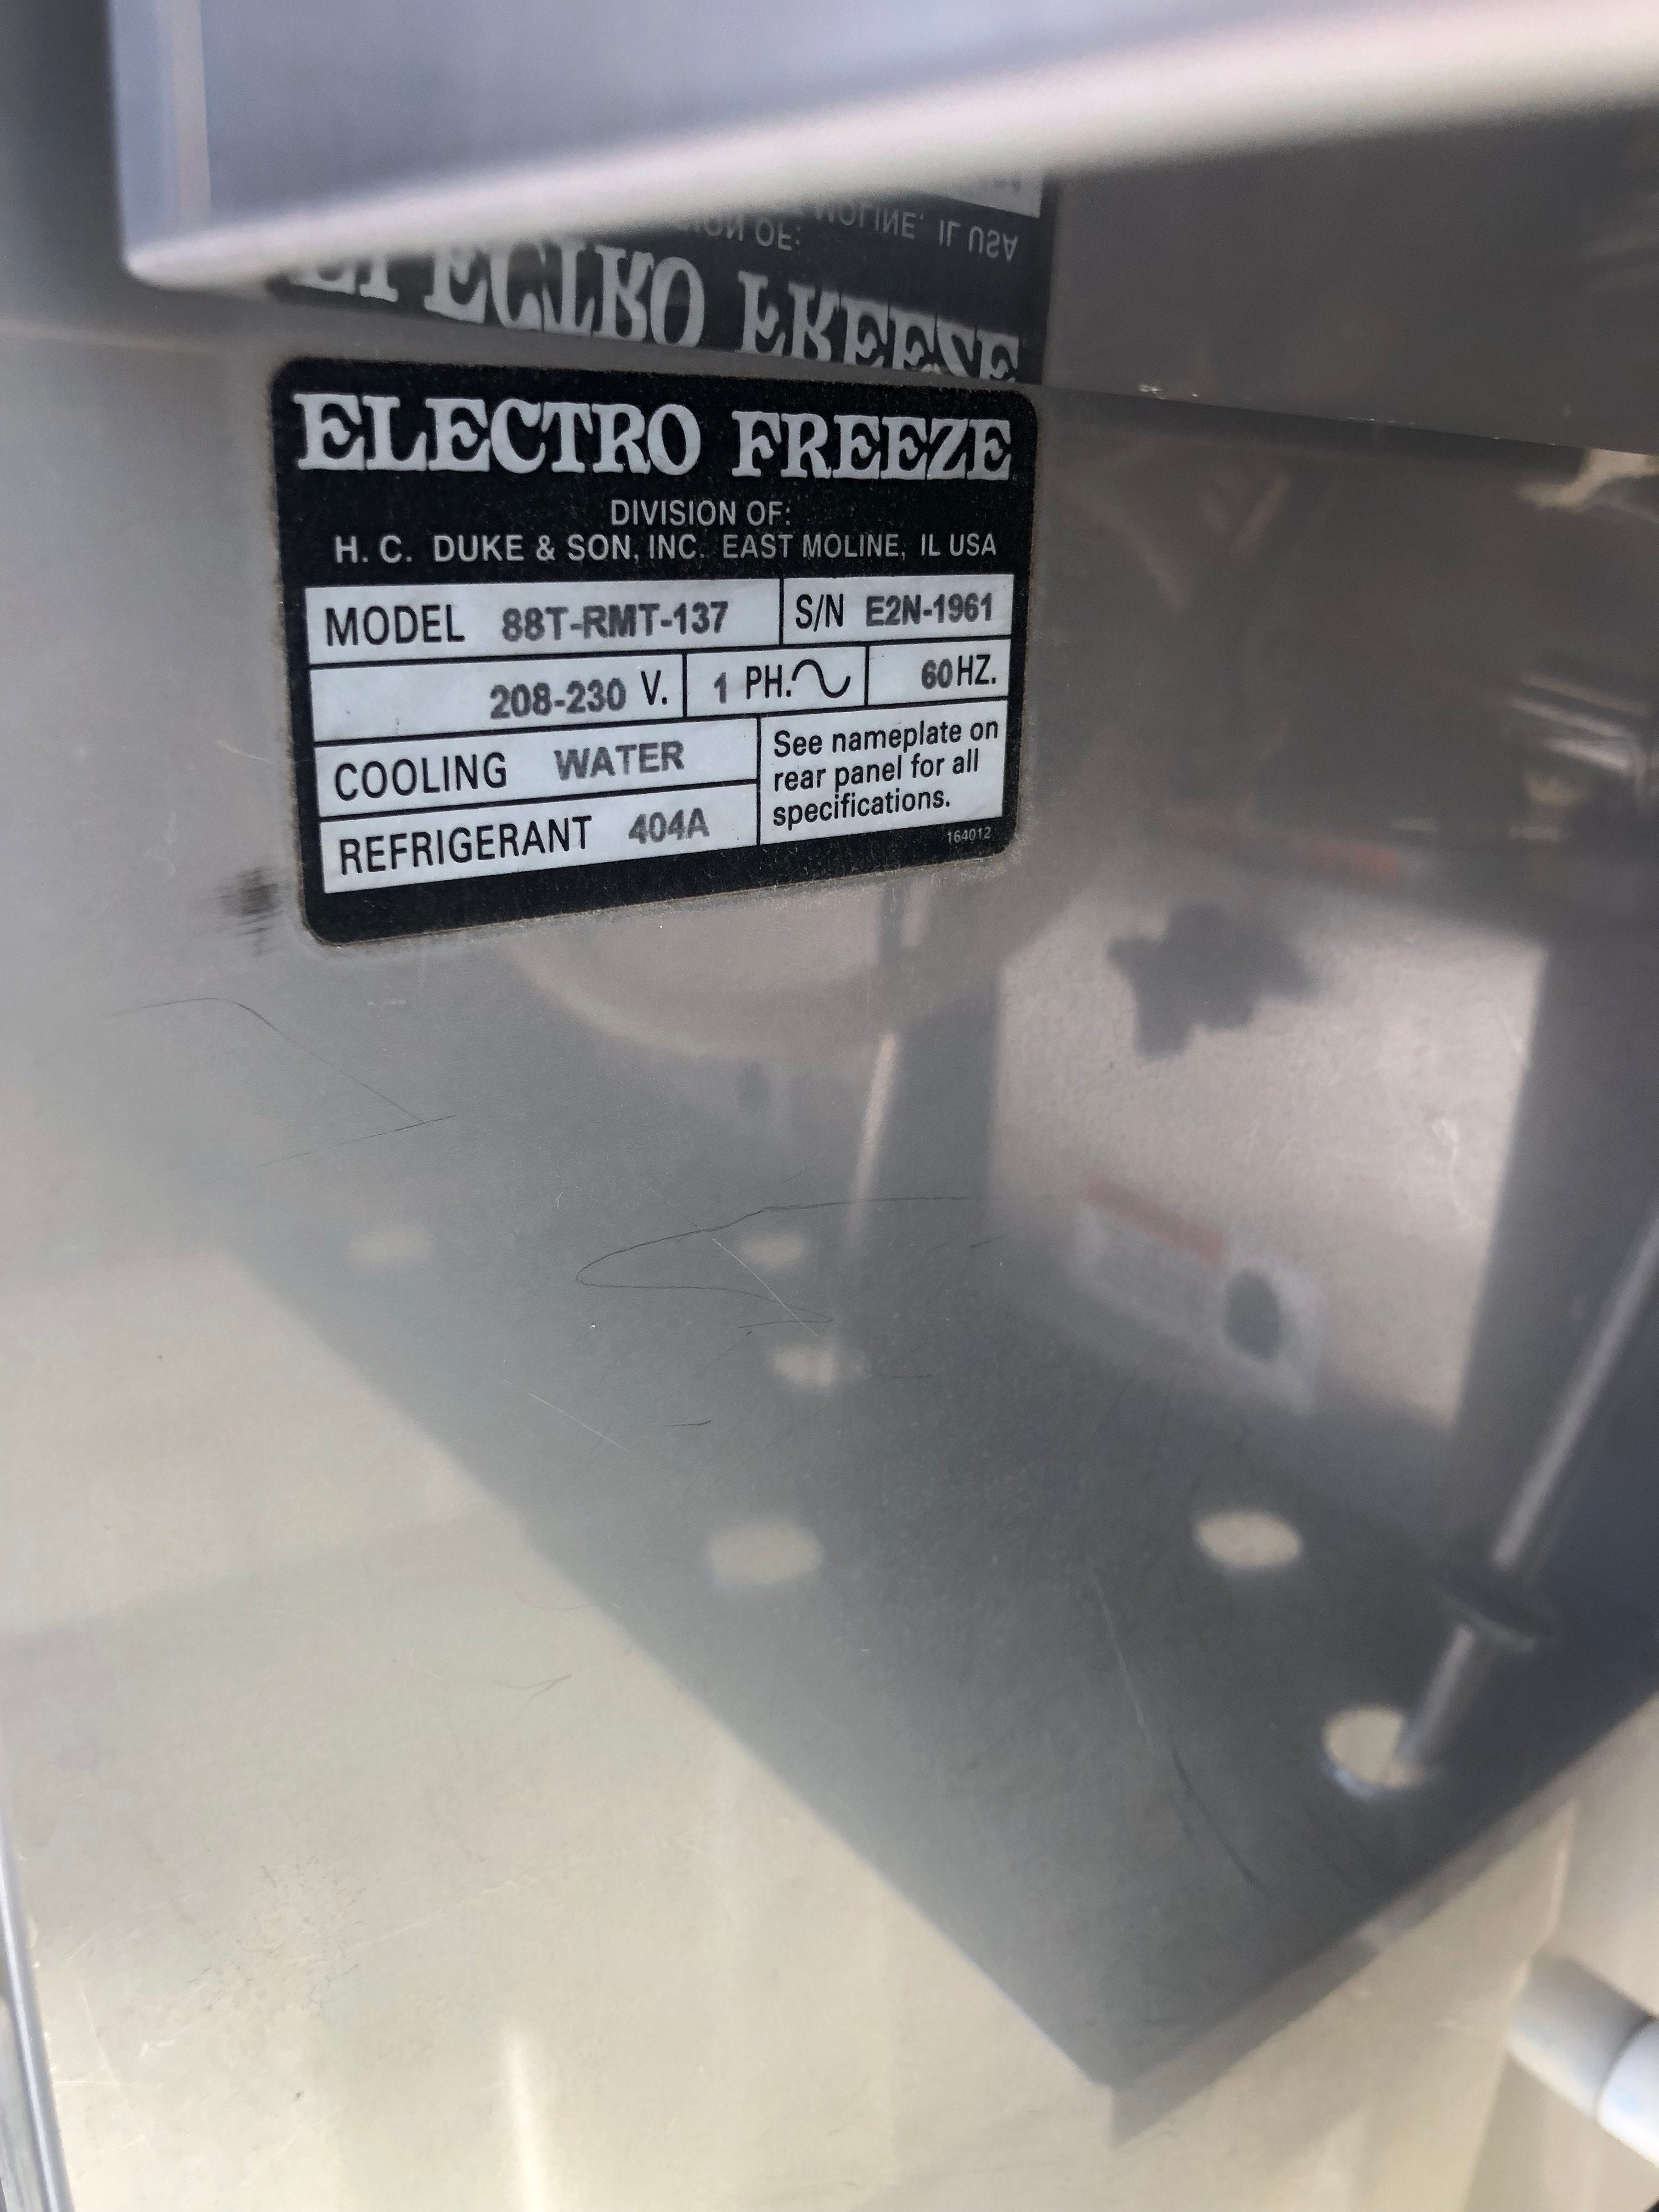 ELECTRO FREEZE
DIVISION OF:
H. C. DUKE & SON, INC. EAST MOLINE, IL USA
MODEL 88T-RMT-137 S/N E2N-1961
208-230 V. 1 PH. 60 HZ.
COOLING WATER
REFRIGERANT 404A
See nameplate on
rear panel for all
specifications.
164012